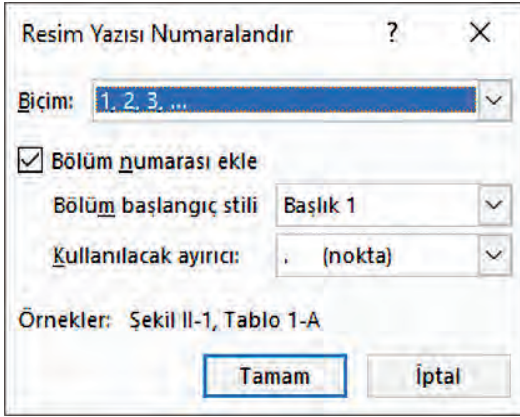 Resim Yazısı Numaralandır ? ×
Biçim: 1, 2, 3, ...
Bölüm numarası ekle
Bölüm başlangıç stili Başlık 1
Kullanılacak ayırıcı: . (nokta)
Örnekler: Şekil II-1, Tablo 1-A
Tamam İptal